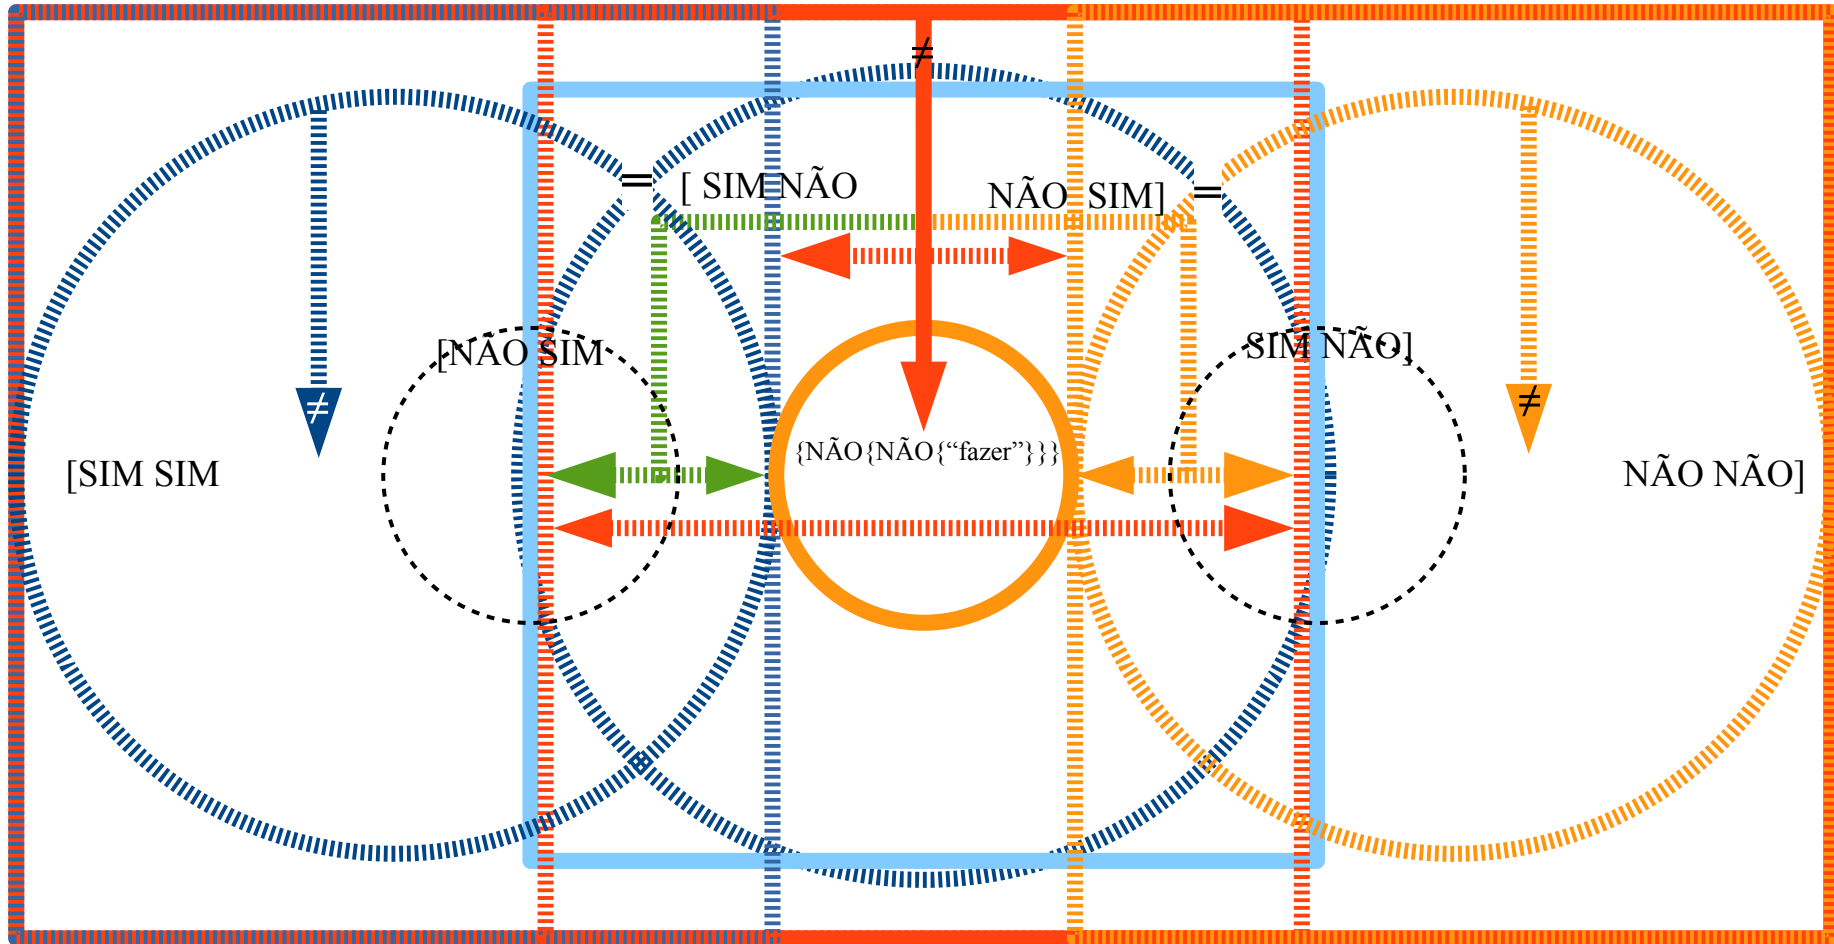 ≠
= [ SIM NÃO NÃO SIM] =
[NÃO SIM SIM NÃO]
≠ ≠
{NÃO{NÃO{“fazer”}}}
[SIM SIM NÃO NÃO]